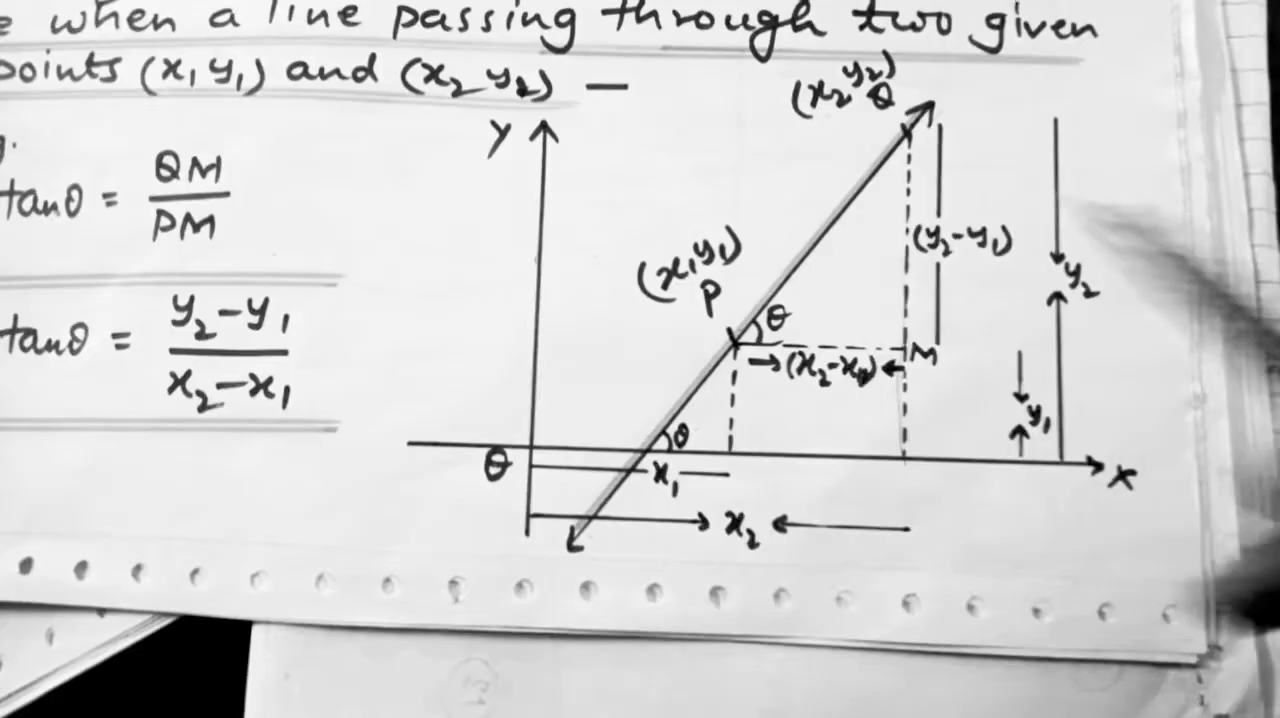 when a line passing through two given
points (x₁ y₁) and (x₂ y₂) —
tanθ = QM / PM
tanθ = y₂-y₁ / x₂-x₁
Y
(x₂ y₂)
Q
(x₁ y₁)
P
θ
(y₂-y₁)
y₂
M
(x₂-x₁)
y₁
θ
θ
x₁
X
x₂